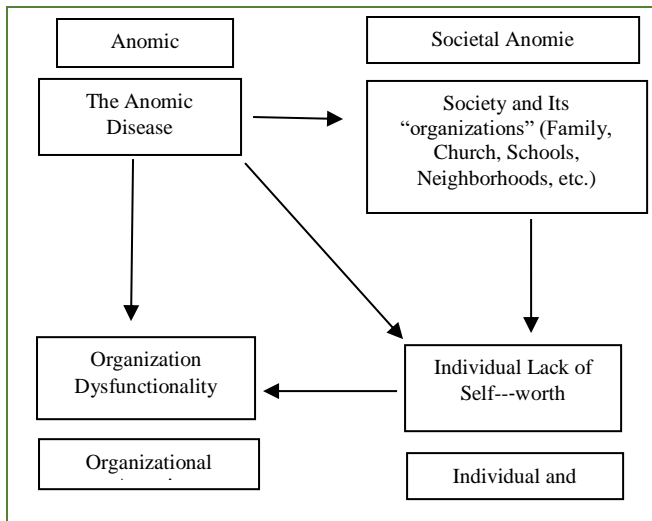 Anomic
Societal Anomie
The Anomic
Disease
Society and Its
“organizations” (Family,
Church, Schools,
Neighborhoods, etc.)
Organization
Dysfunctionality
Individual Lack of
Self---worth
Organizational
Individual and